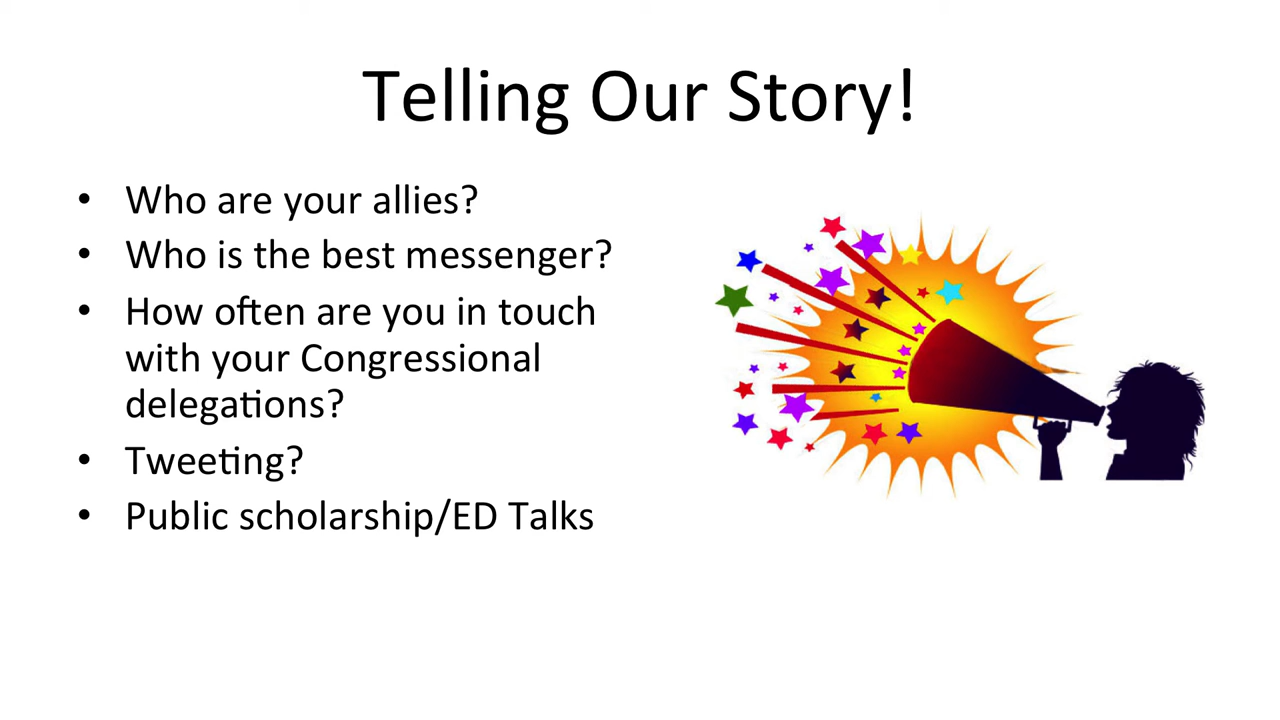 Telling Our Story!
• Who are your allies?
• Who is the best messenger?
• How often are you in touch
with your Congressional
delegations?
• Tweeting?
• Public scholarship/ED Talks